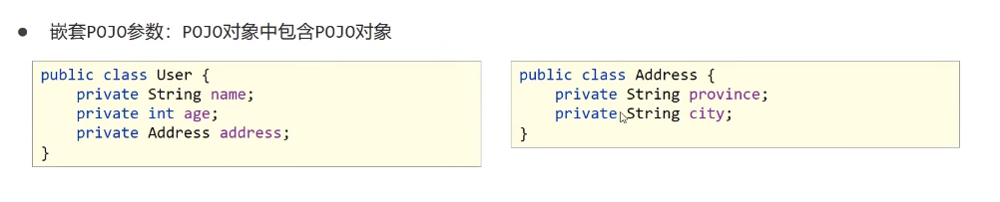 ● 嵌套POJO参数：POJO对象中包含POJO对象
public class User {
    private String name;
    private int age;
    private Address address;
}
public class Address {
    private String province;
    private String city;
}